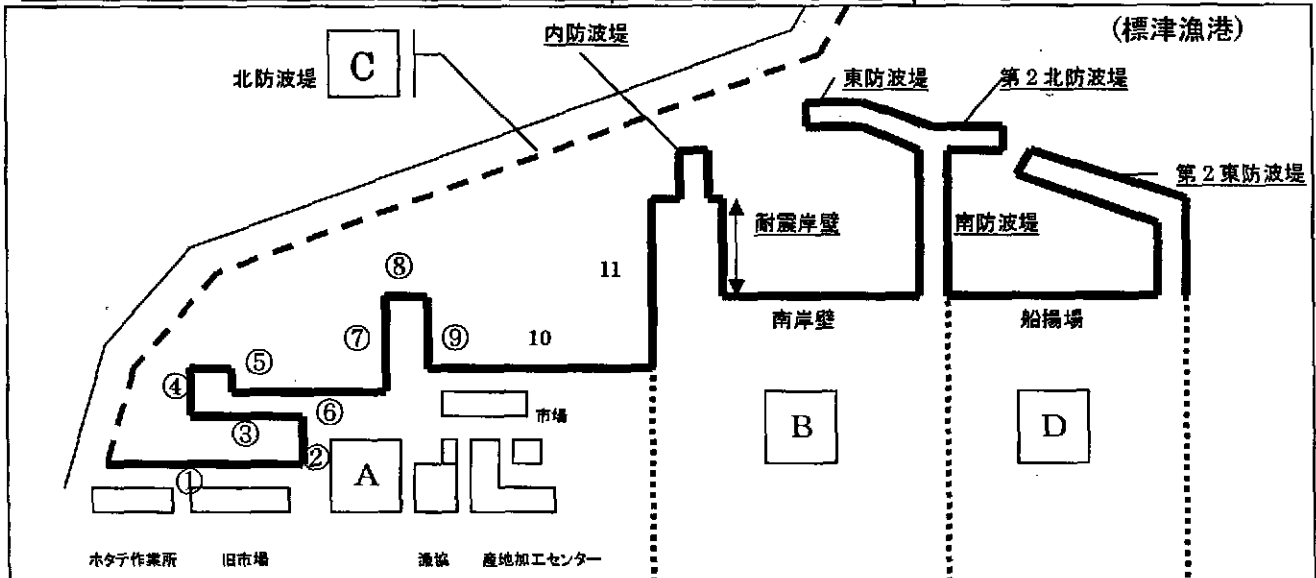 (標津漁港)
内防波堤
北防波堤
C
東防波堤
第2北防波堤
第2東防波堤
耐震岸壁
南防波堤
⑧
11
⑦
⑨
10
南岸壁
船揚場
⑤
④
⑥
市場
③
B
D
②
A
①
ホタテ作業所
旧市場
漁協
産地加工センター